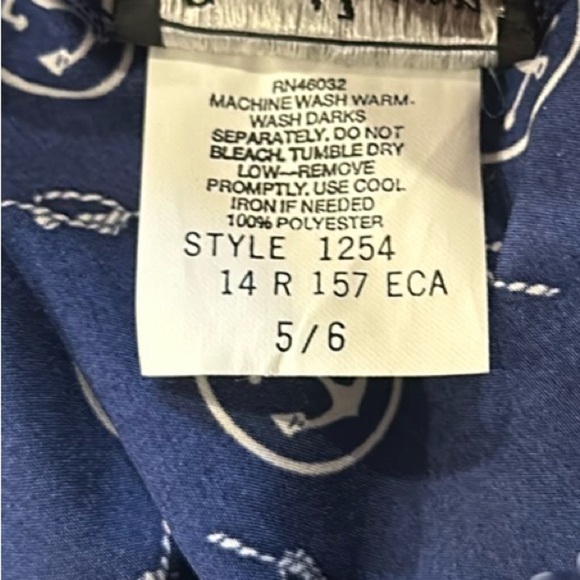 RN46032
MACHINE WASH WARM-
WASH DARKS
SEPARATELY. DO NOT
BLEACH. TUMBLE DRY
LOW—REMOVE
PROMPTLY. USE COOL
IRON IF NEEDED
100% POLYESTER
STYLE 1254
14 R 157 ECA
5/6